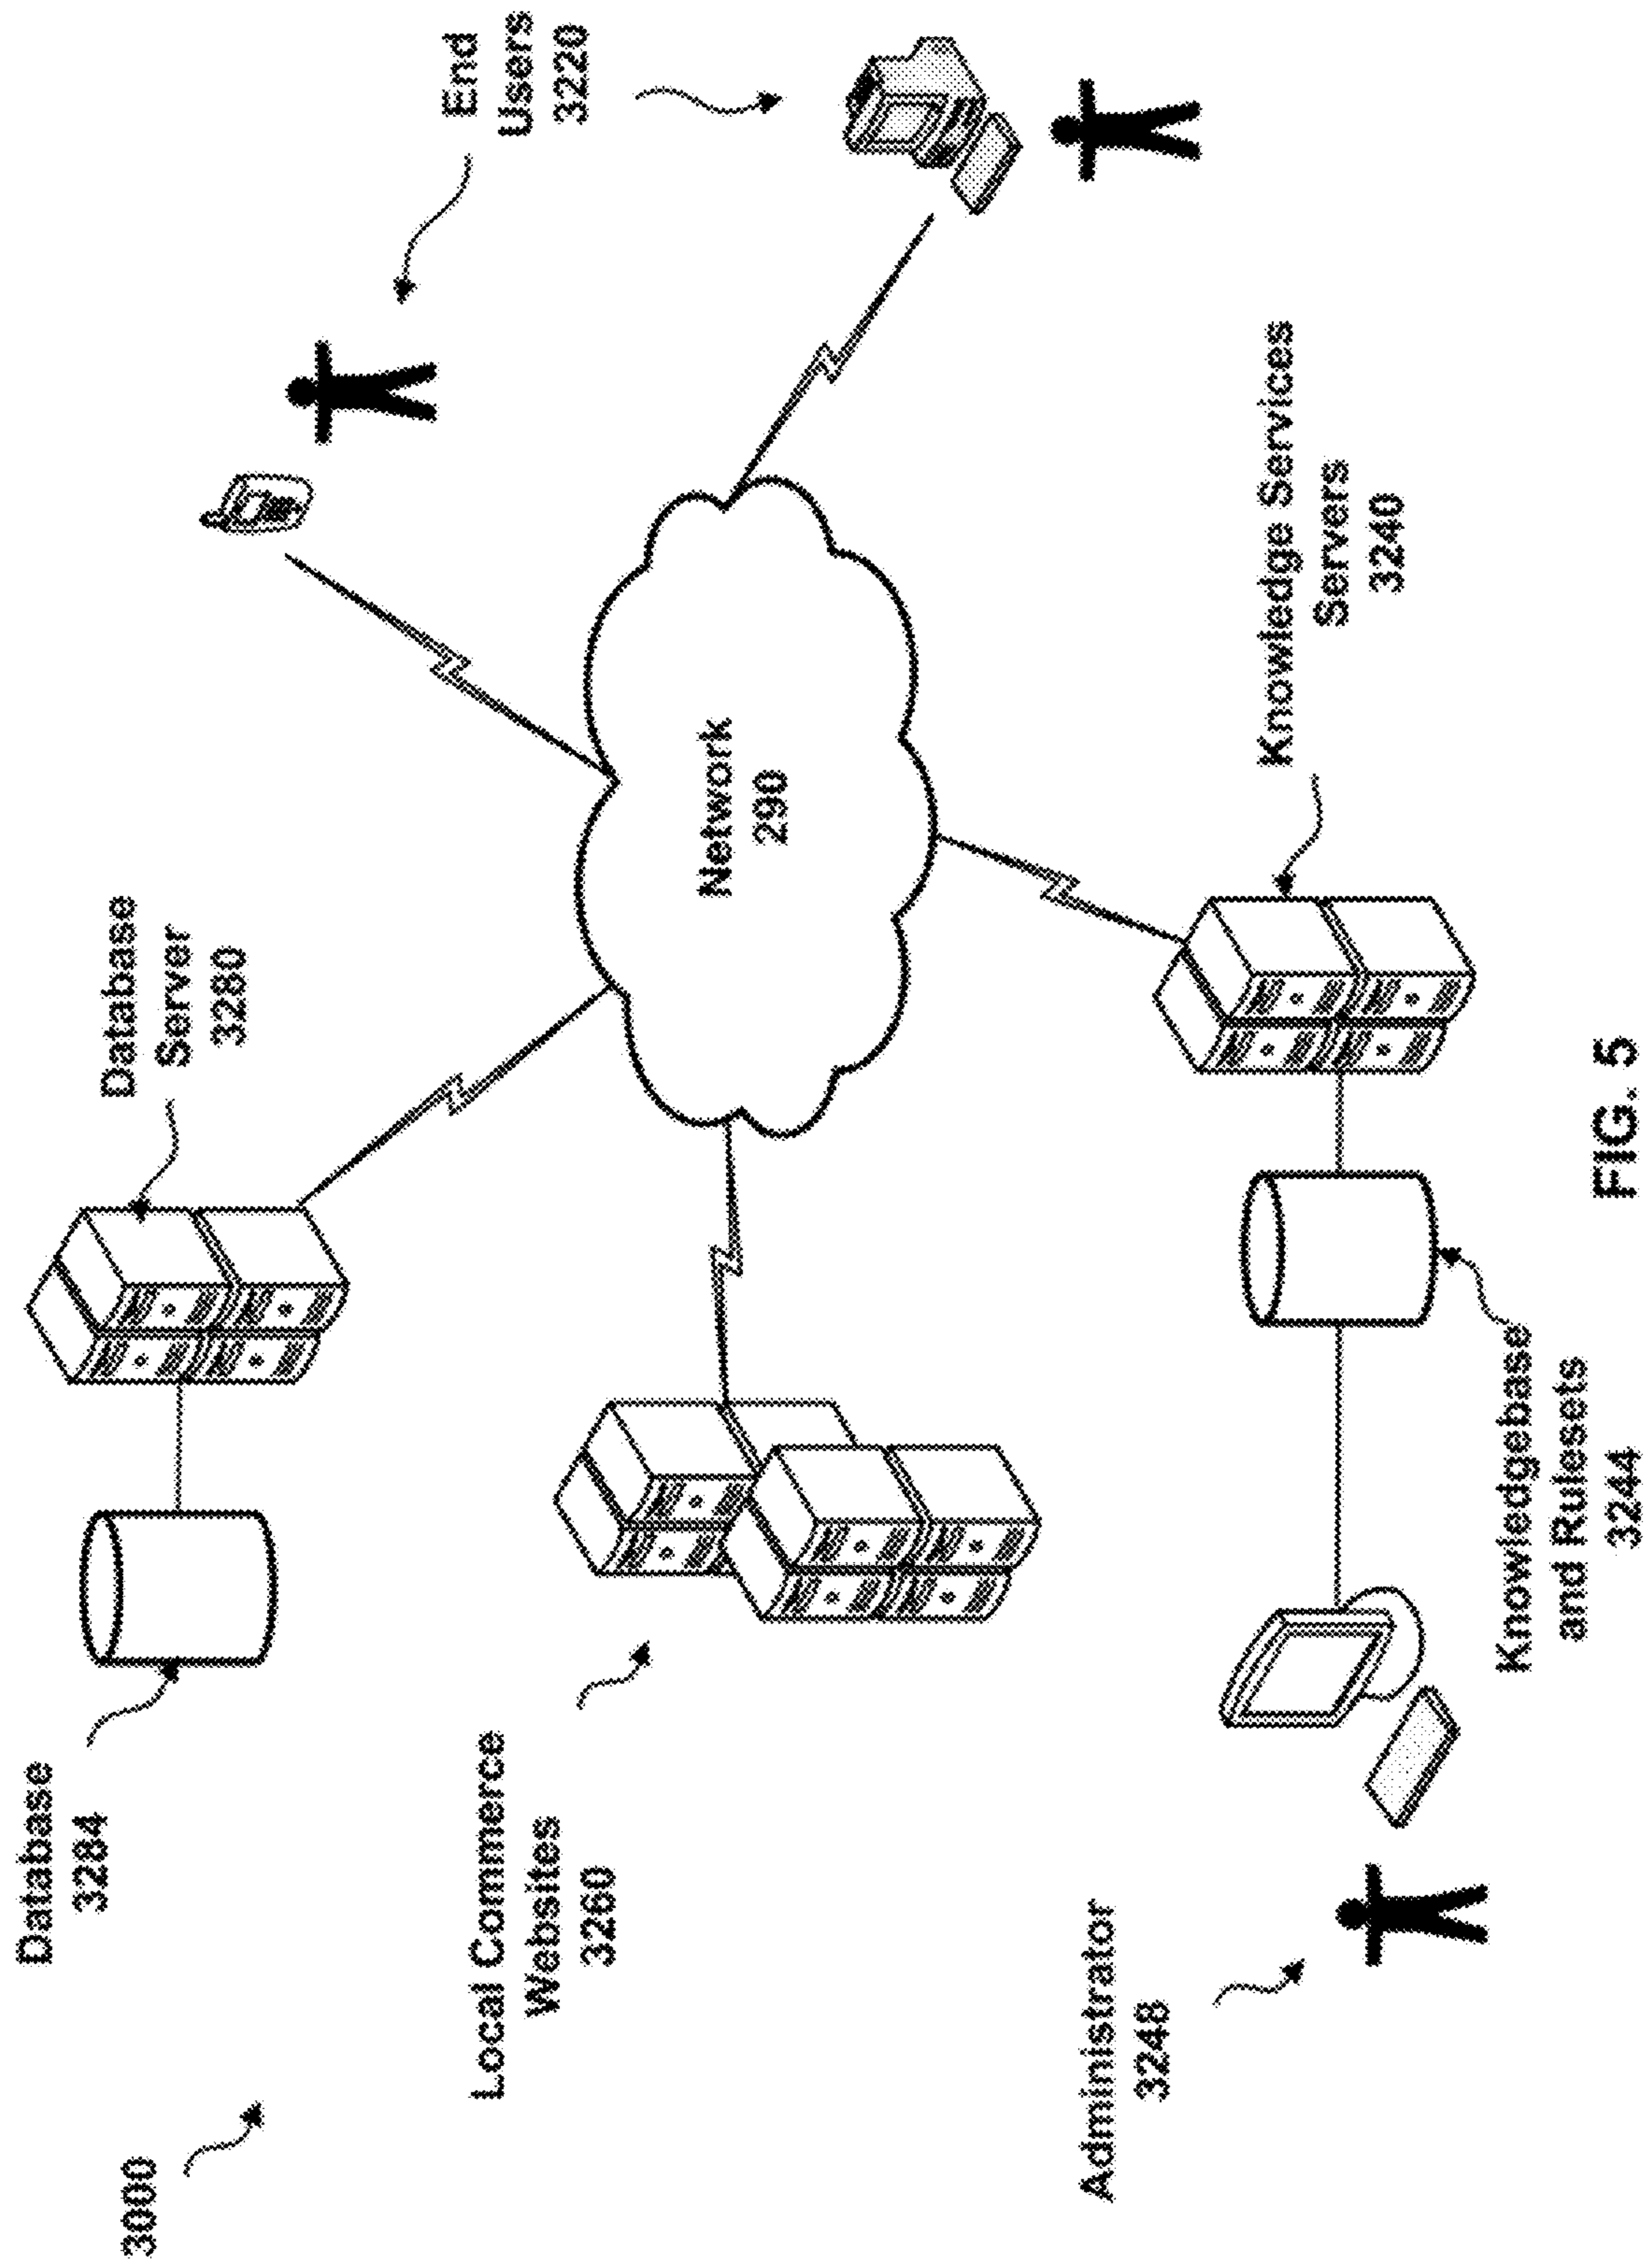 3000
Database
3284
Database
Server
3280
End
Users
3220
Local Commerce
Websites
3260
Network
290
Administrator
3248
Knowledge Services
Servers
3240
Knowledgebase
and Rulesets
3244
FIG. 5